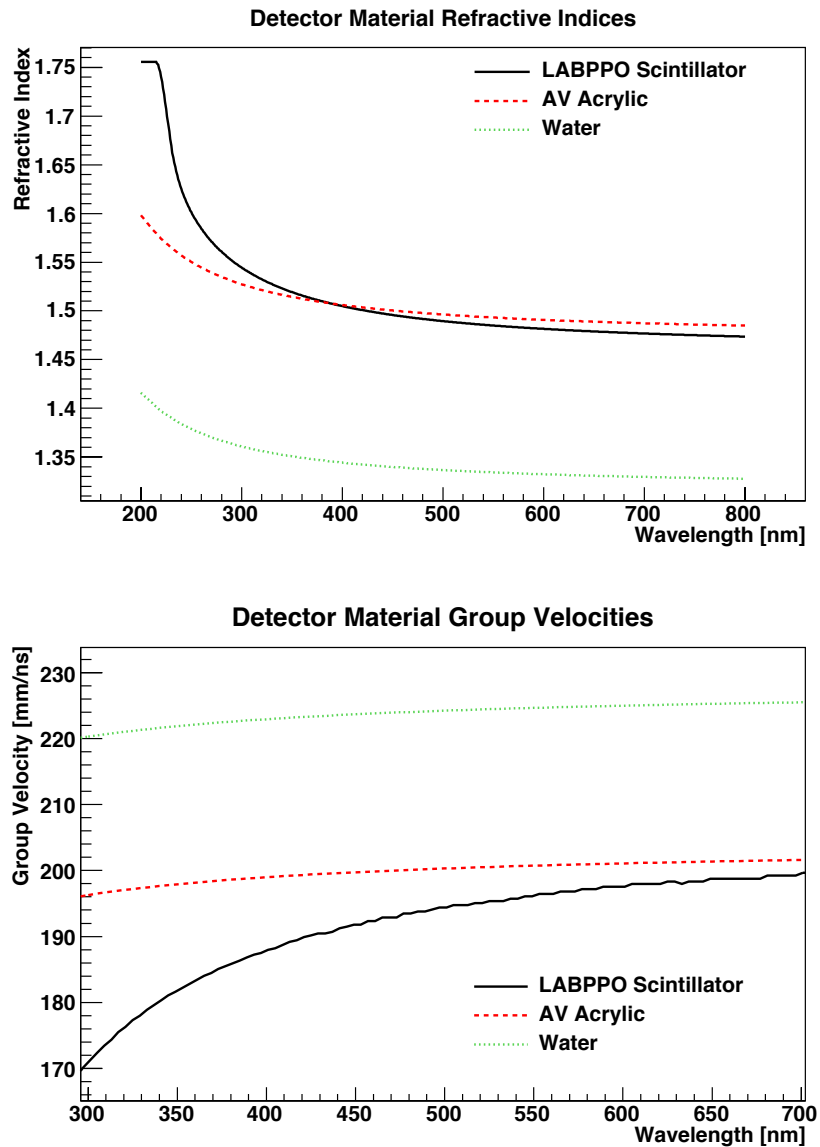 Detector Material Refractive Indices
Refractive Index
1.75
1.7
1.65
1.6
1.55
1.5
1.45
1.4
1.35
LABPPO Scintillator
AV Acrylic
Water
200 300 400 500 600 700 800
Wavelength [nm]
Detector Material Group Velocities
Group Velocity [mm/ns]
230
220
210
200
190
180
170
LABPPO Scintillator
AV Acrylic
Water
300 350 400 450 500 550 600 650 700
Wavelength [nm]